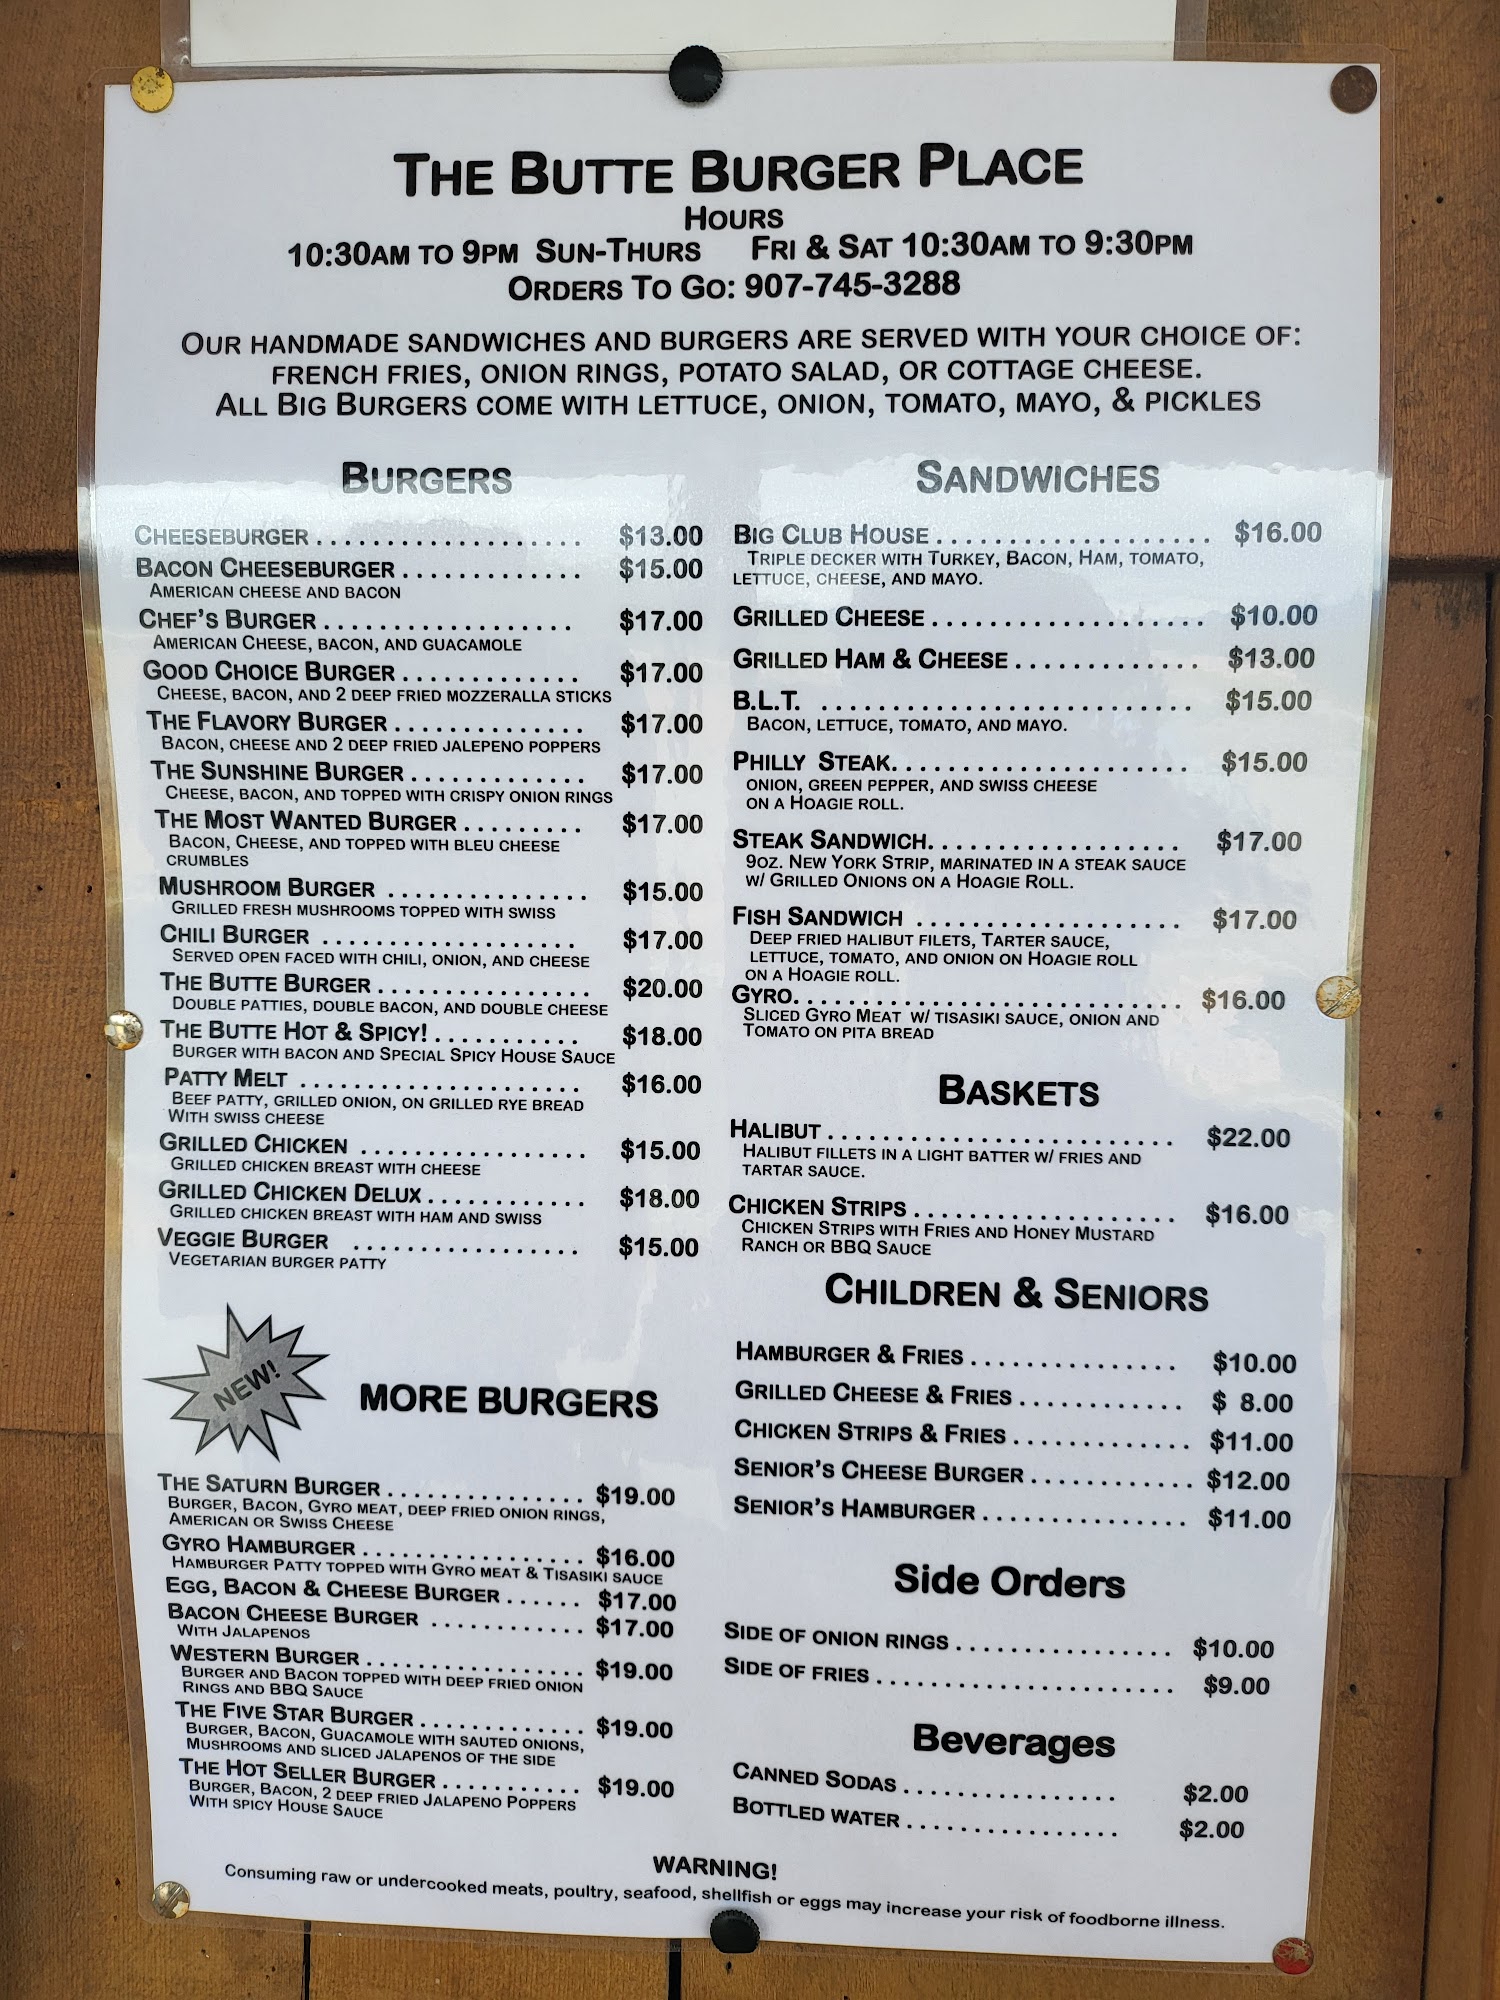 The Butte Burger Place
Hours
10:30am to 9pm Sun-Thurs Fri & Sat 10:30am to 9:30pm
Orders To Go: 907-745-3288
Our handmade sandwiches and burgers are served with your choice of:
french fries, onion rings, potato salad, or cottage cheese.
All Big Burgers come with lettuce, onion, tomato, mayo, & pickles
Burgers
Cheeseburger.................... $13.00
Bacon Cheeseburger............. $15.00
American cheese and bacon
Chef's Burger................... $17.00
American Cheese, bacon, and guacamole
Good Choice Burger............. $17.00
Cheese, bacon, and 2 deep fried mozzeralla sticks
The Flavory Burger.............. $17.00
Bacon, cheese and 2 deep fried jalepeno poppers
The Sunshine Burger............. $17.00
Cheese, bacon, and topped with crispy onion rings
The Most Wanted Burger......... $17.00
Bacon, Cheese, and topped with bleu cheese
crumbles
Mushroom Burger ............... $15.00
Grilled fresh mushrooms topped with swiss
Chili Burger ................... $17.00
Served open faced with chili, onion, and cheese
The Butte Burger................ $20.00
Double patties, double bacon, and double cheese
The Butte Hot & Spicy!........... $18.00
Burger with bacon and Special Spicy House Sauce
Patty Melt ..................... $16.00
Beef patty, grilled onion, on grilled rye bread
With swiss cheese
Grilled Chicken ................. $15.00
Grilled chicken breast with cheese
Grilled Chicken Delux............ $18.00
Grilled chicken breast with ham and swiss
Veggie Burger ................. $15.00
Vegetarian burger patty
NEW!
MORE BURGERS
The Saturn Burger............... $19.00
Burger, Bacon, Gyro meat, deep fried onion rings,
American or Swiss Cheese
Gyro Hamburger................. $16.00
Hamburger Patty topped with Gyro meat & Tisasiki sauce
Egg, Bacon & Cheese Burger...... $17.00
Bacon Cheese Burger ............ $17.00
With Jalapenos
Western Burger................. $19.00
Burger and Bacon topped with deep fried onion
Rings and BBQ Sauce
The Five Star Burger............. $19.00
Burger, Bacon, Guacamole with sauted onions,
Mushrooms and sliced jalapenos of the side
The Hot Seller Burger........... $19.00
Burger, Bacon, 2 deep fried Jalapeno Poppers
With spicy House Sauce
Sandwiches
Big Club House.................... $16.00
Triple decker with Turkey, Bacon, Ham, tomato,
lettuce, cheese, and mayo.
Grilled Cheese.................... $10.00
Grilled Ham & Cheese............. $13.00
B.L.T. ........................... $15.00
Bacon, lettuce, tomato, and mayo.
Philly Steak...................... $15.00
onion, green pepper, and swiss cheese
on a Hoagie roll.
Steak Sandwich................... $17.00
9oz. New York Strip, marinated in a steak sauce
w/ Grilled Onions on a Hoagie Roll.
Fish Sandwich ................... $17.00
Deep fried halibut filets, Tarter sauce,
lettuce, tomato, and onion on Hoagie roll
on a Hoagie roll.
Gyro............................. $16.00
Sliced Gyro Meat w/ tisasiki sauce, onion and
Tomato on pita bread
Baskets
Halibut.......................... $22.00
Halibut fillets in a light batter w/ fries and
tartar sauce.
Chicken Strips................... $16.00
Chicken Strips with Fries and Honey Mustard
Ranch or BBQ Sauce
Children & Seniors
Hamburger & Fries............... $10.00
Grilled Cheese & Fries............ $ 8.00
Chicken Strips & Fries............. $11.00
Senior's Cheese Burger............ $12.00
Senior's Hamburger............... $11.00
Side Orders
Side of onion rings................ $10.00
Side of fries...................... $9.00
Beverages
Canned Sodas................ $2.00
Bottled water................ $2.00
WARNING!
Consuming raw or undercooked meats, poultry, seafood, shellfish or eggs may increase your risk of foodborne illness.